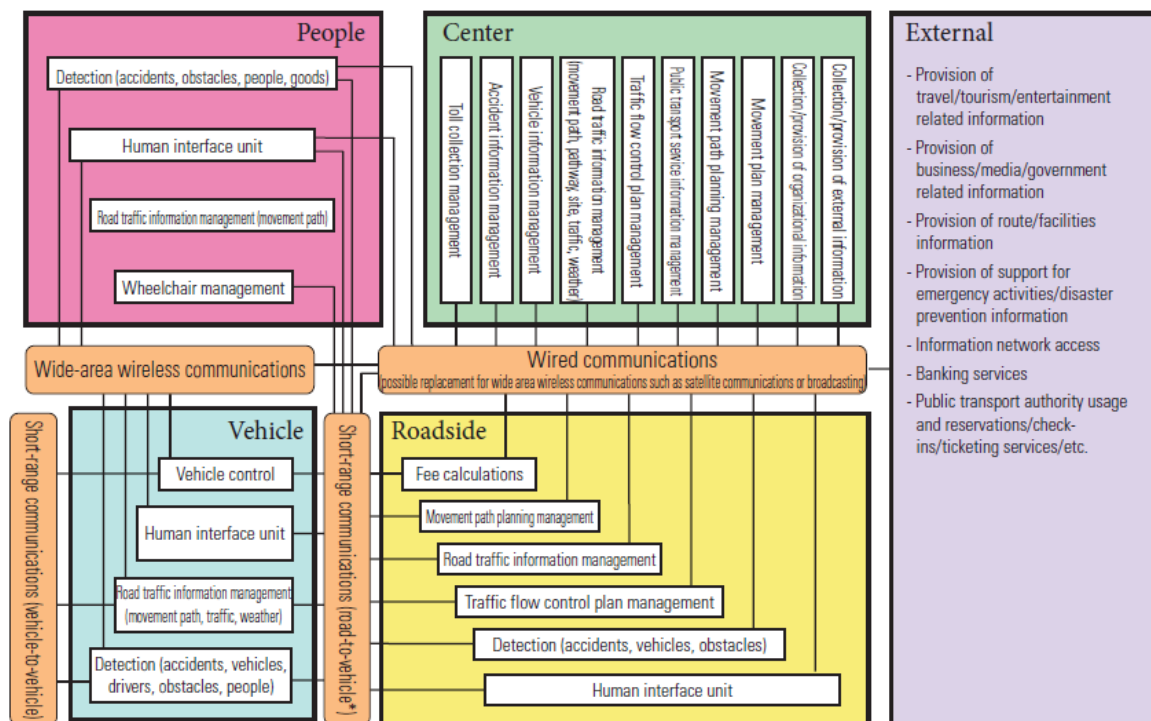 People
Detection (accidents, obstacles, people, goods)
Human interface unit
Road traffic information management (movement path)
Wheelchair management
Center
Toll collection management
Accident information management
Vehicle information management
Road traffic information management
(movement path, pathway, site, traffic, weather)
Traffic flow control plan management
Public transport service information management
Movement path planning management
Movement plan management
Collection/provision of organizational information
Collection/provision of external information
External
- Provision of
travel/tourism/entertainment
related information
- Provision of
business/media/government
related information
- Provision of route/facilities
information
- Provision of support for
emergency activities/disaster
prevention information
- Information network access
- Banking services
- Public transport authority usage
and reservations/check-
ins/ticketing services/etc.
Wide-area wireless communications
Wired communications
(possible replacement for wide area wireless communications such as satellite communications or broadcasting)
Short-range communications (vehicle-to-vehicle)
Vehicle
Vehicle control
Human interface unit
Road traffic information management
(movement path, traffic, weather)
Detection (accidents, vehicles,
drivers, obstacles, people)
Short-range communications (road-to-vehicle*)
Roadside
Fee calculations
Movement path planning management
Road traffic information management
Traffic flow control plan management
Detection (accidents, vehicles, obstacles)
Human interface unit